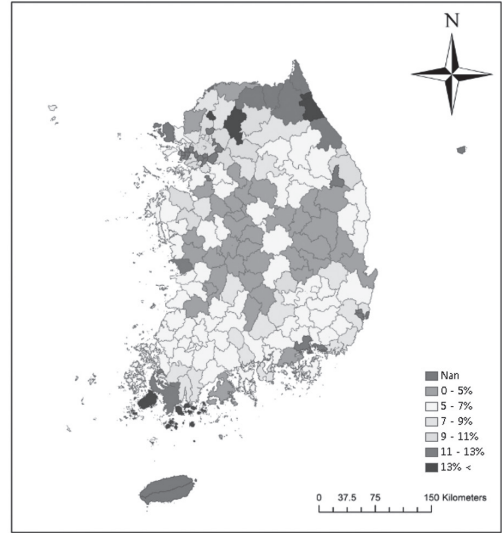 N
Nan
0 - 5%
5 - 7%
7 - 9%
9 - 11%
11 - 13%
13% <
0 37.5 75 150 Kilometers